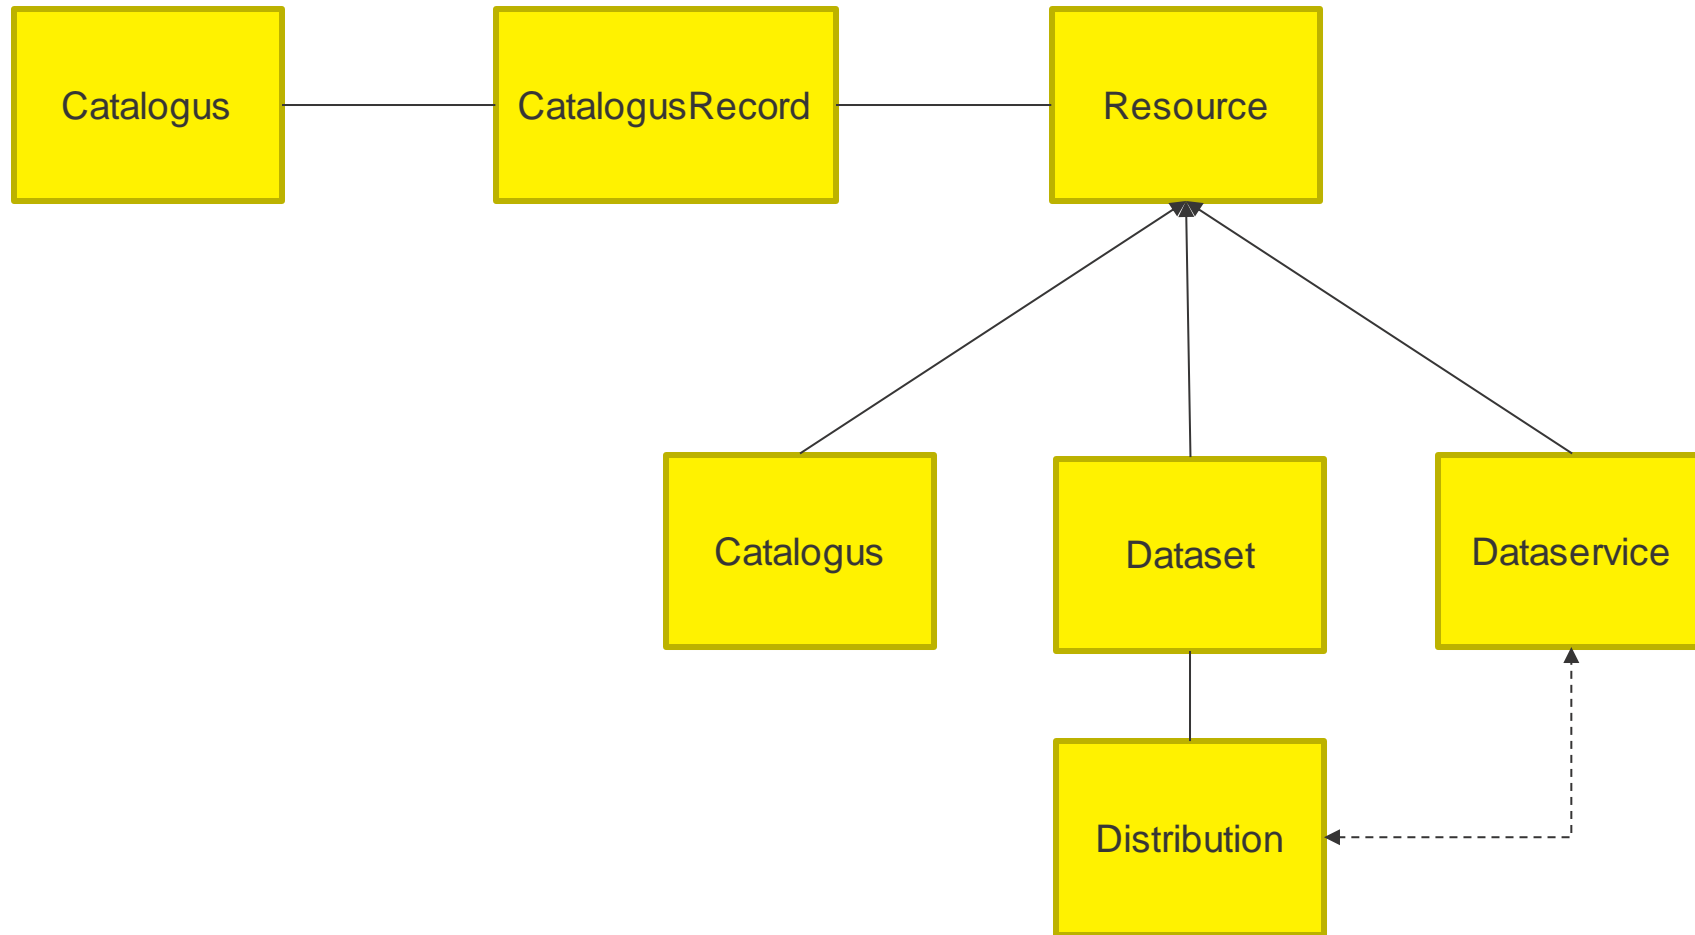 Catalogus
CatalogusRecord
Resource
Catalogus
Dataset
Dataservice
Distribution